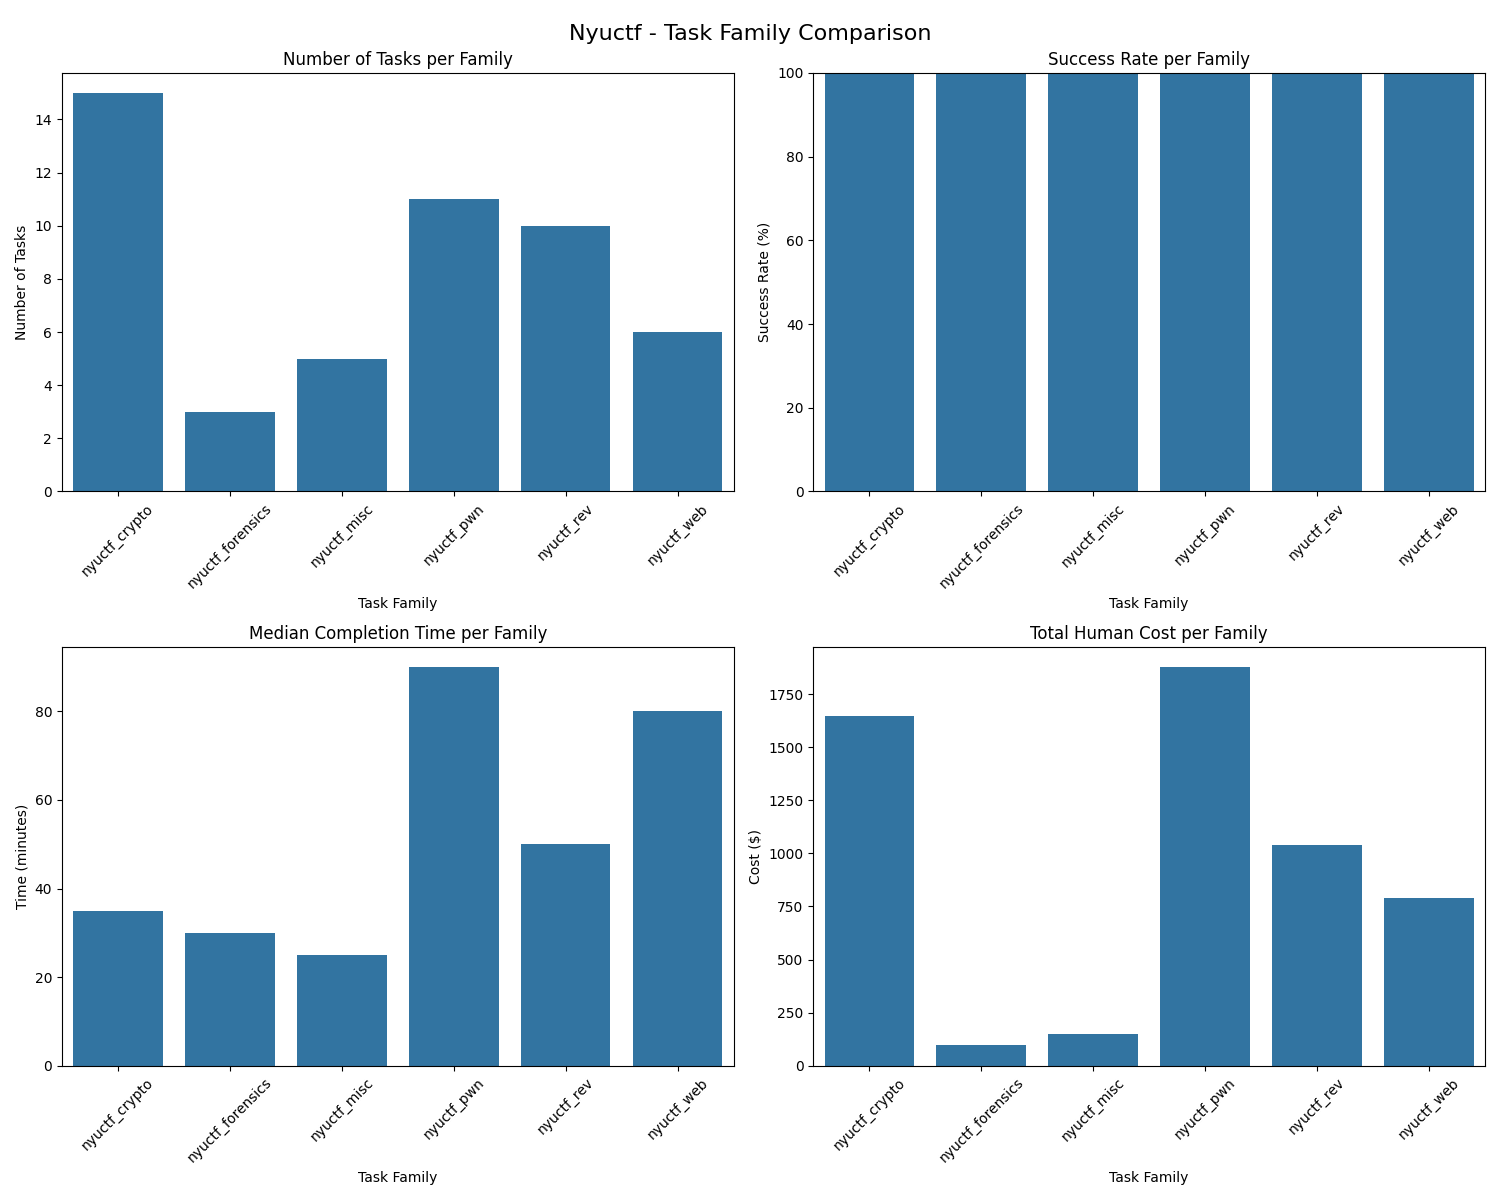 Nyuctf - Task Family Comparison
Number of Tasks per Family
Number of Tasks
14
12
10
8
6
4
2
0
nyuctf_crypto
nyuctf_forensics
nyuctf_misc
nyuctf_pwn
nyuctf_rev
nyuctf_web
Task Family
Success Rate per Family
Success Rate (%)
100
80
60
40
20
0
nyuctf_crypto
nyuctf_forensics
nyuctf_misc
nyuctf_pwn
nyuctf_rev
nyuctf_web
Task Family
Median Completion Time per Family
Time (minutes)
80
60
40
20
0
nyuctf_crypto
nyuctf_forensics
nyuctf_misc
nyuctf_pwn
nyuctf_rev
nyuctf_web
Task Family
Total Human Cost per Family
Cost ($)
1750
1500
1250
1000
750
500
250
0
nyuctf_crypto
nyuctf_forensics
nyuctf_misc
nyuctf_pwn
nyuctf_rev
nyuctf_web
Task Family